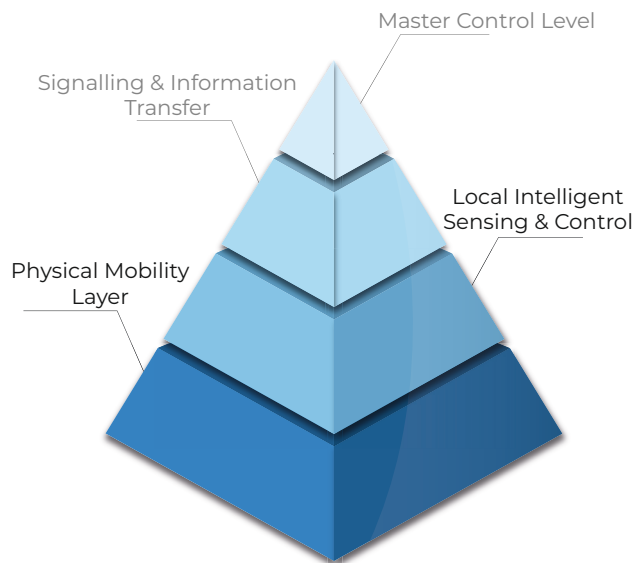 Master Control Level
Signalling & Information
Transfer
Local Intelligent
Sensing & Control
Physical Mobility
Layer